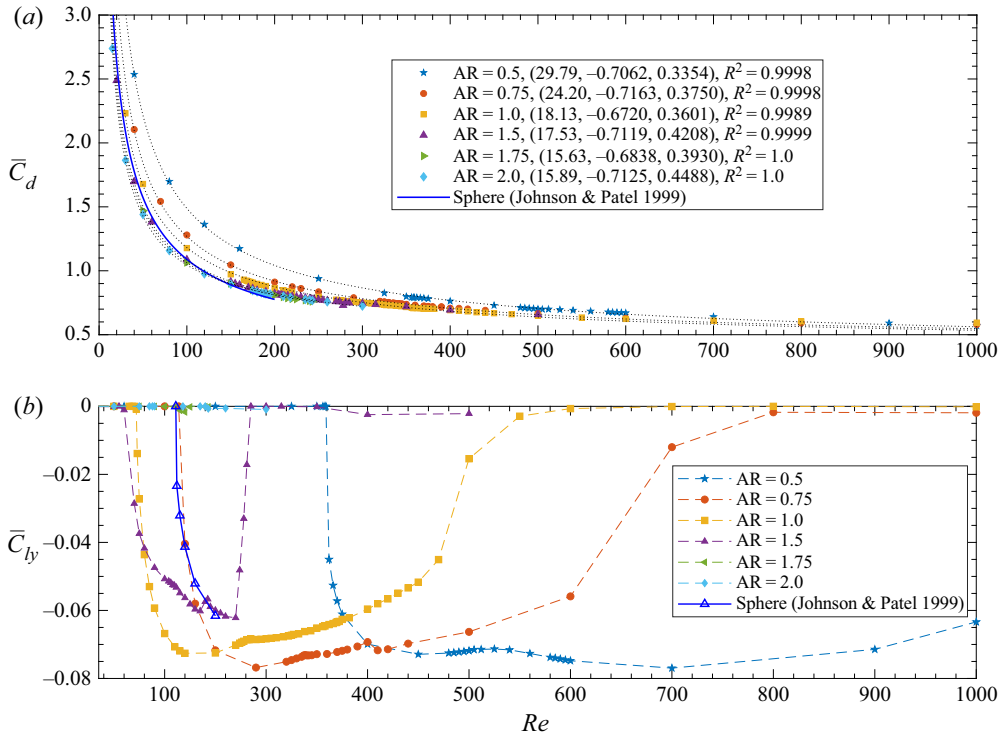 (a)
3.0
2.5
2.0
1.5
1.0
0.5
C̅d
AR = 0.5, (29.79, –0.7062, 0.3354), R² = 0.9998
AR = 0.75, (24.20, –0.7163, 0.3750), R² = 0.9998
AR = 1.0, (18.13, –0.6720, 0.3601), R² = 0.9989
AR = 1.5, (17.53, –0.7119, 0.4208), R² = 0.9999
AR = 1.75, (15.63, –0.6838, 0.3930), R² = 1.0
AR = 2.0, (15.89, –0.7125, 0.4488), R² = 1.0
Sphere (Johnson & Patel 1999)
0 100 200 300 400 500 600 700 800 900 1000
(b)
0
–0.02
–0.04
–0.06
–0.08
C̅ly
AR = 0.5
AR = 0.75
AR = 1.0
AR = 1.5
AR = 1.75
AR = 2.0
Sphere (Johnson & Patel 1999)
100 200 300 400 500 600 700 800 900 1000
Re